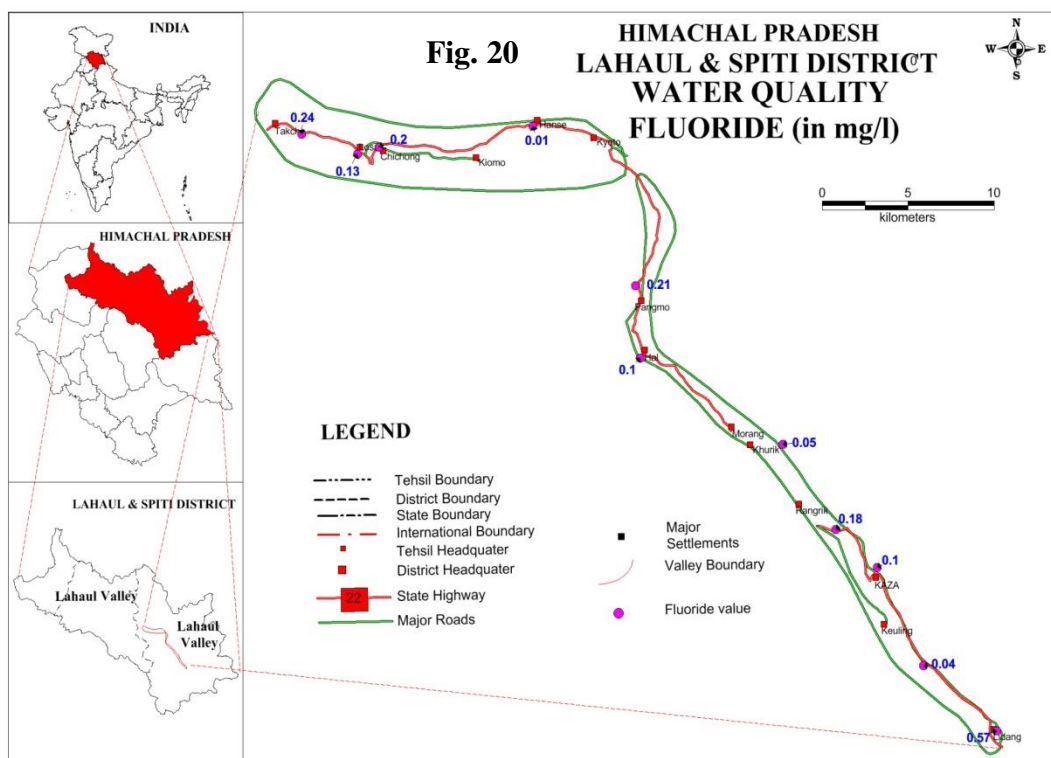 INDIA
HIMACHAL PRADESH
LAHAUL & SPITI DISTRICT
Lahaul Valley
Lahaul
Valley
Fig. 20
HIMACHAL PRADESH
LAHAUL & SPITI DISTRICT
WATER QUALITY
FLUORIDE (in mg/l)
N
W E
S
0 5 10
kilometers
0.24
0.13
0.2
Chichong
Kiomo
Hanse
0.01
Kyoto
0.21
Pangmo
Hal
0.1
Morang
Khurik
0.05
Rangrik
0.18
0.1
KAZA
Keuling
0.04
0.57
Lidang
LEGEND
Tehsil Boundary
District Boundary
State Boundary
International Boundary
Tehsil Headquater
District Headquater
22
State Highway
Major Roads
Major
Settlements
Valley Boundary
Fluoride value